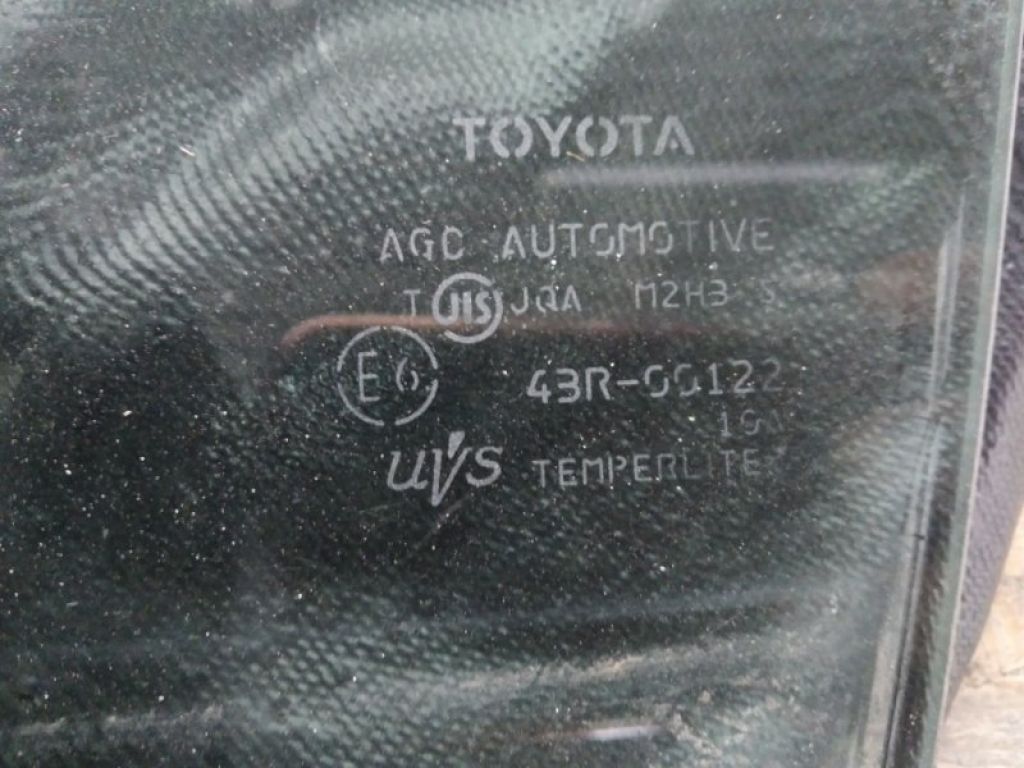 TOYOTA
AGC AUTOMOTIVE
T JIS JQA M2H3 S
E6 43R-00122
uVs TEMPERLITE